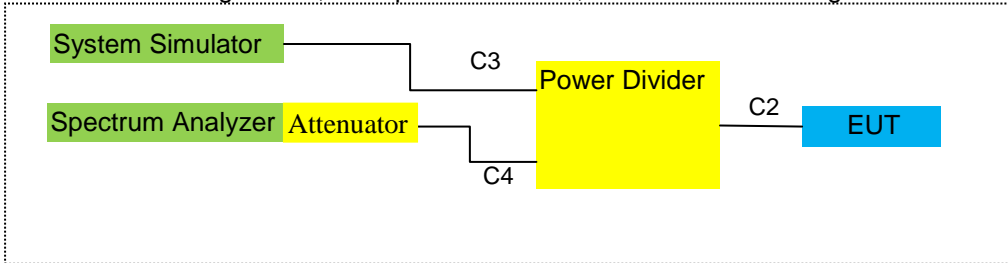 System Simulator
C3
Power Divider
C2
Spectrum Analyzer Attenuator
EUT
C4